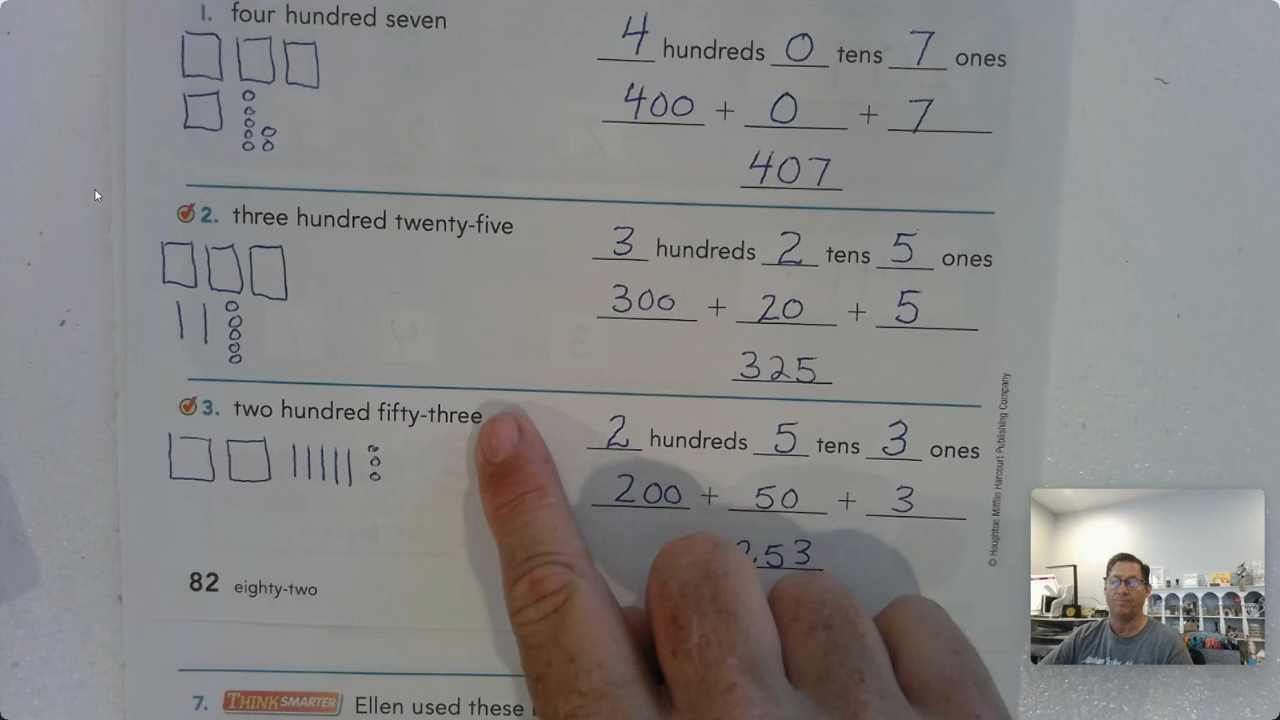 1. four hundred seven
4 hundreds 0 tens 7 ones
400 + 0 + 7
407
2. three hundred twenty-five
3 hundreds 2 tens 5 ones
300 + 20 + 5
325
3. two hundred fifty-three
2 hundreds 5 tens 3 ones
200 + 50 + 3
253
82 eighty-two
7. THINK SMARTER Ellen used these
© Houghton Mifflin Harcourt Publishing Company